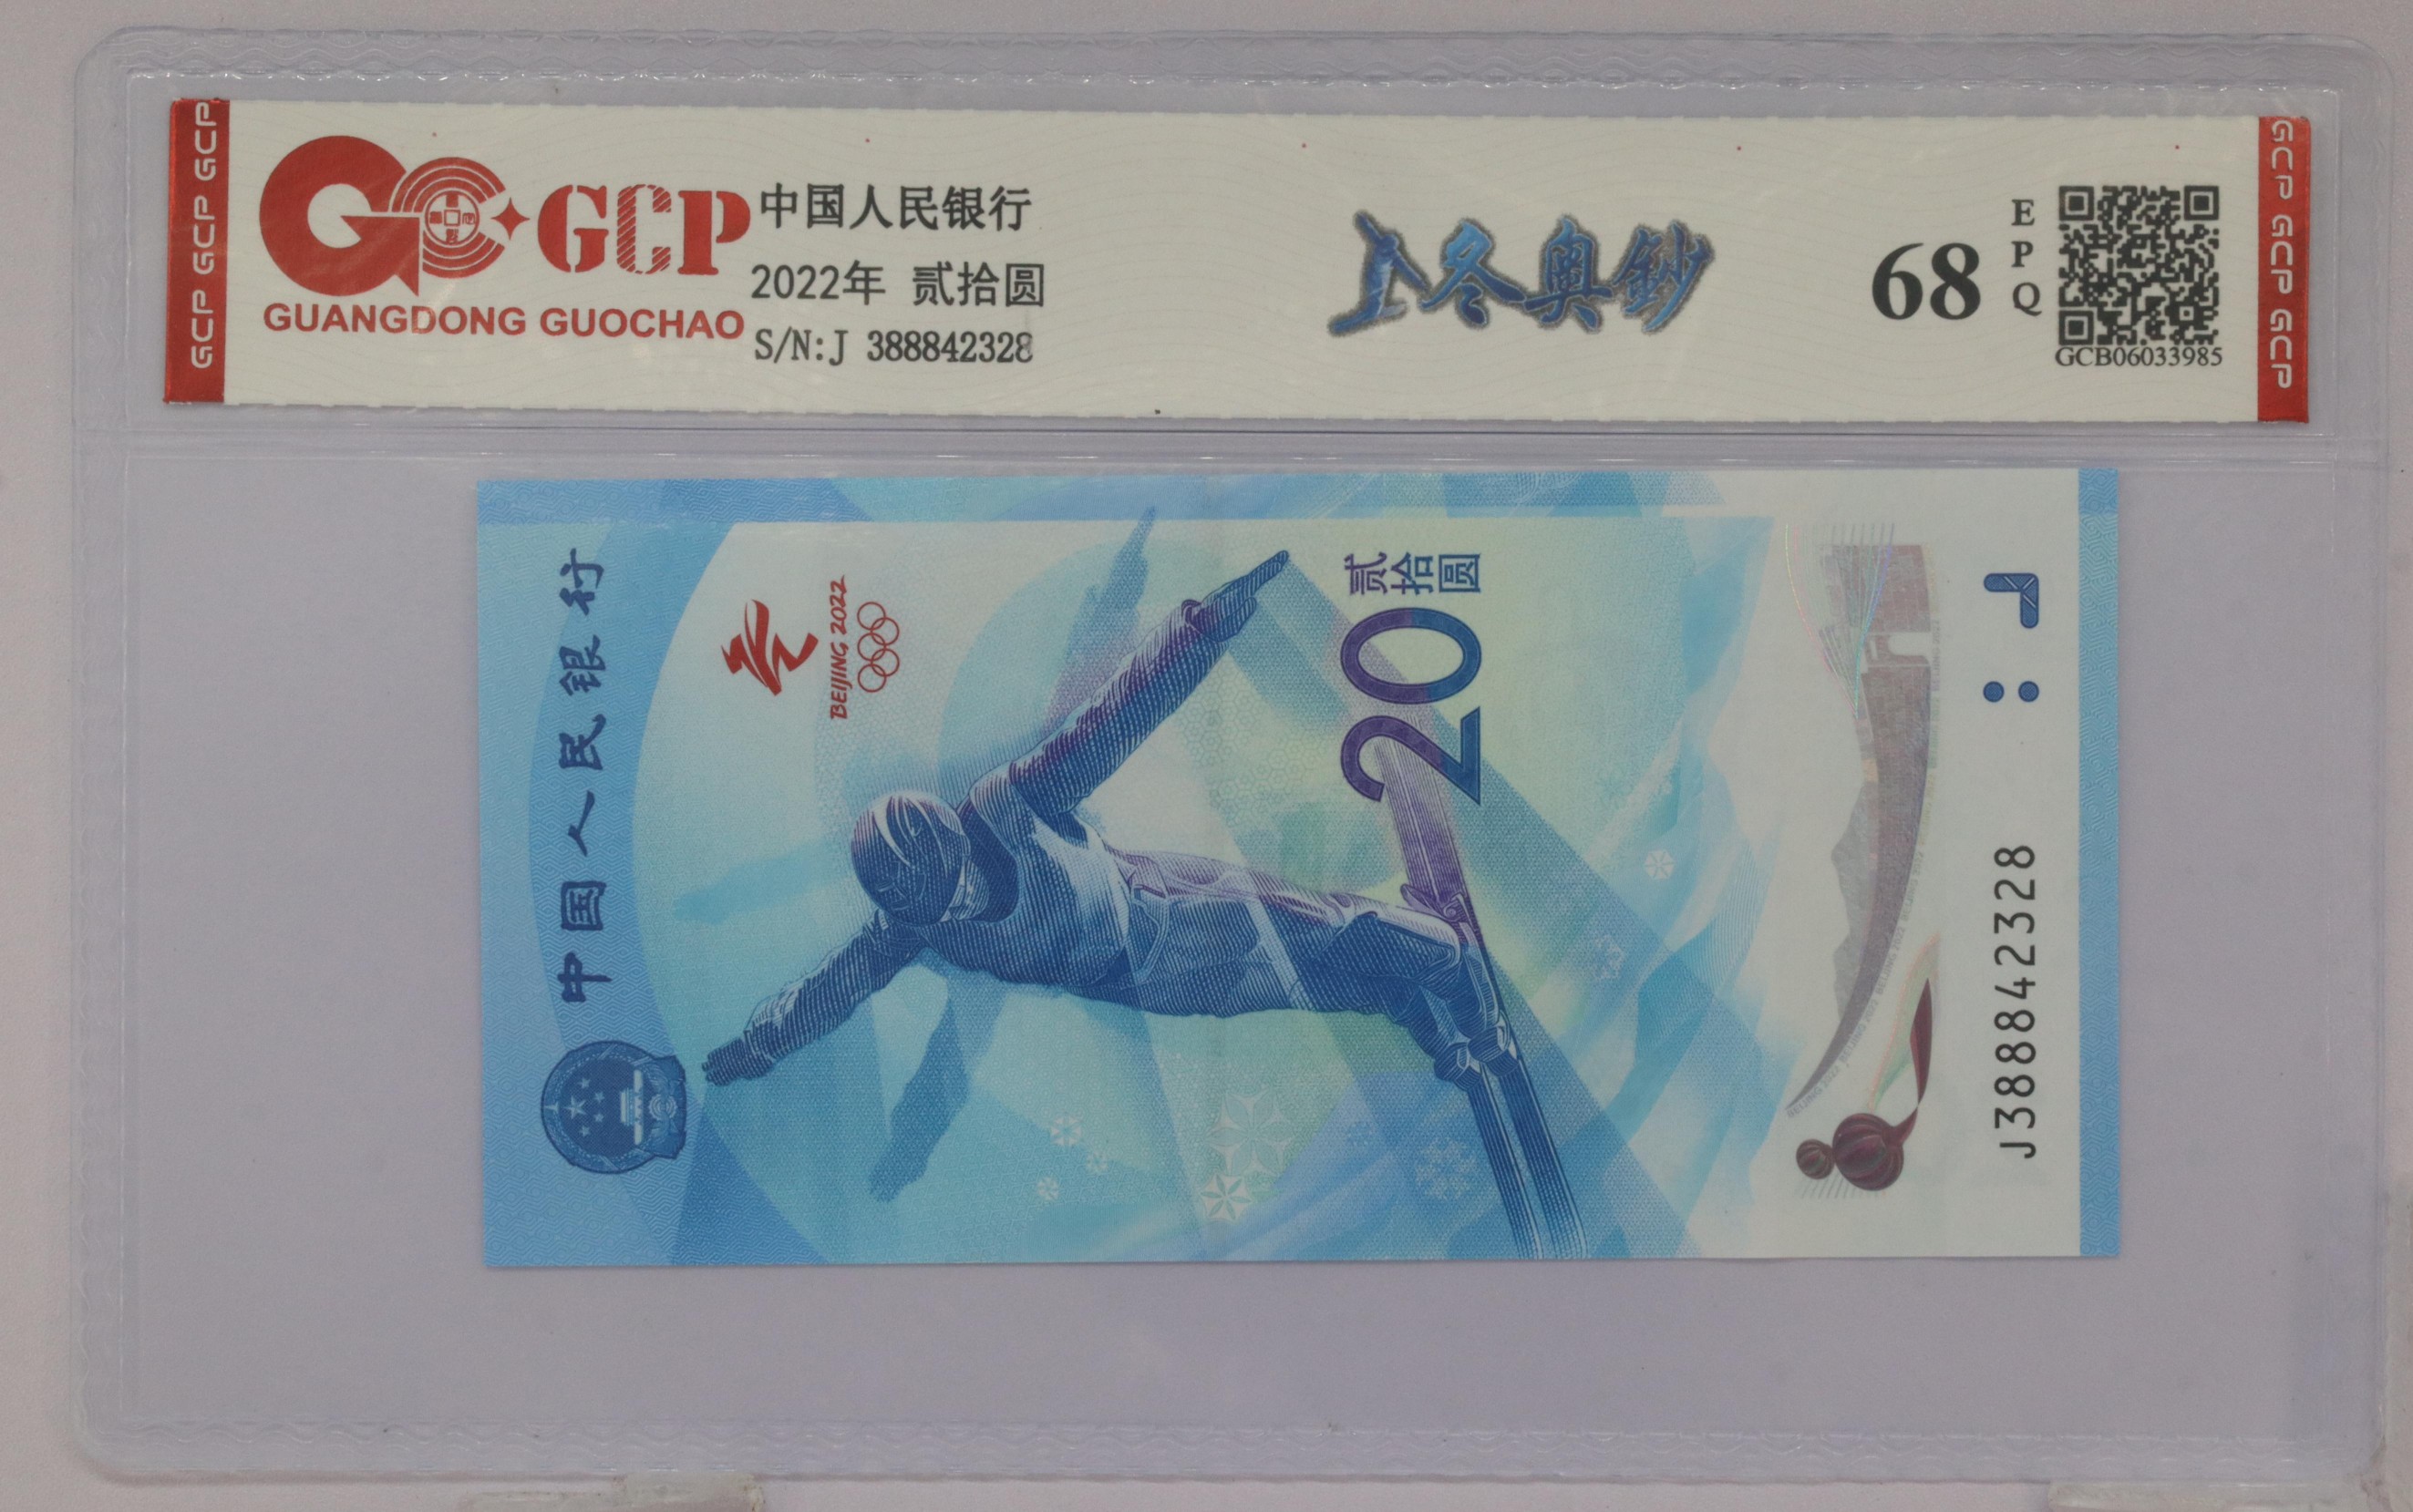 GCP GCP GCP
GCP
GUANGDONG GUOCHAO
中国人民银行
2022年 贰拾圆
S/N:J 388842328
冬奥鈔
68
EPQ
GCB06033985
GCP GCP GCP
中国人民银行
BEIJING 2022
贰拾圆
20
J388842328